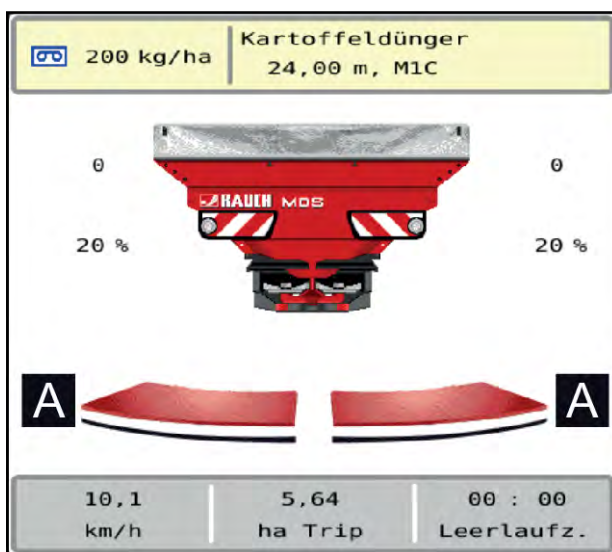 200 kg/ha
Kartoffeldünger
24,00 m, M1C
0
0
RAUCH MDS
20 %
20 %
A
A
10,1
km/h
5,64
ha Trip
00 : 00
Leerlaufz.